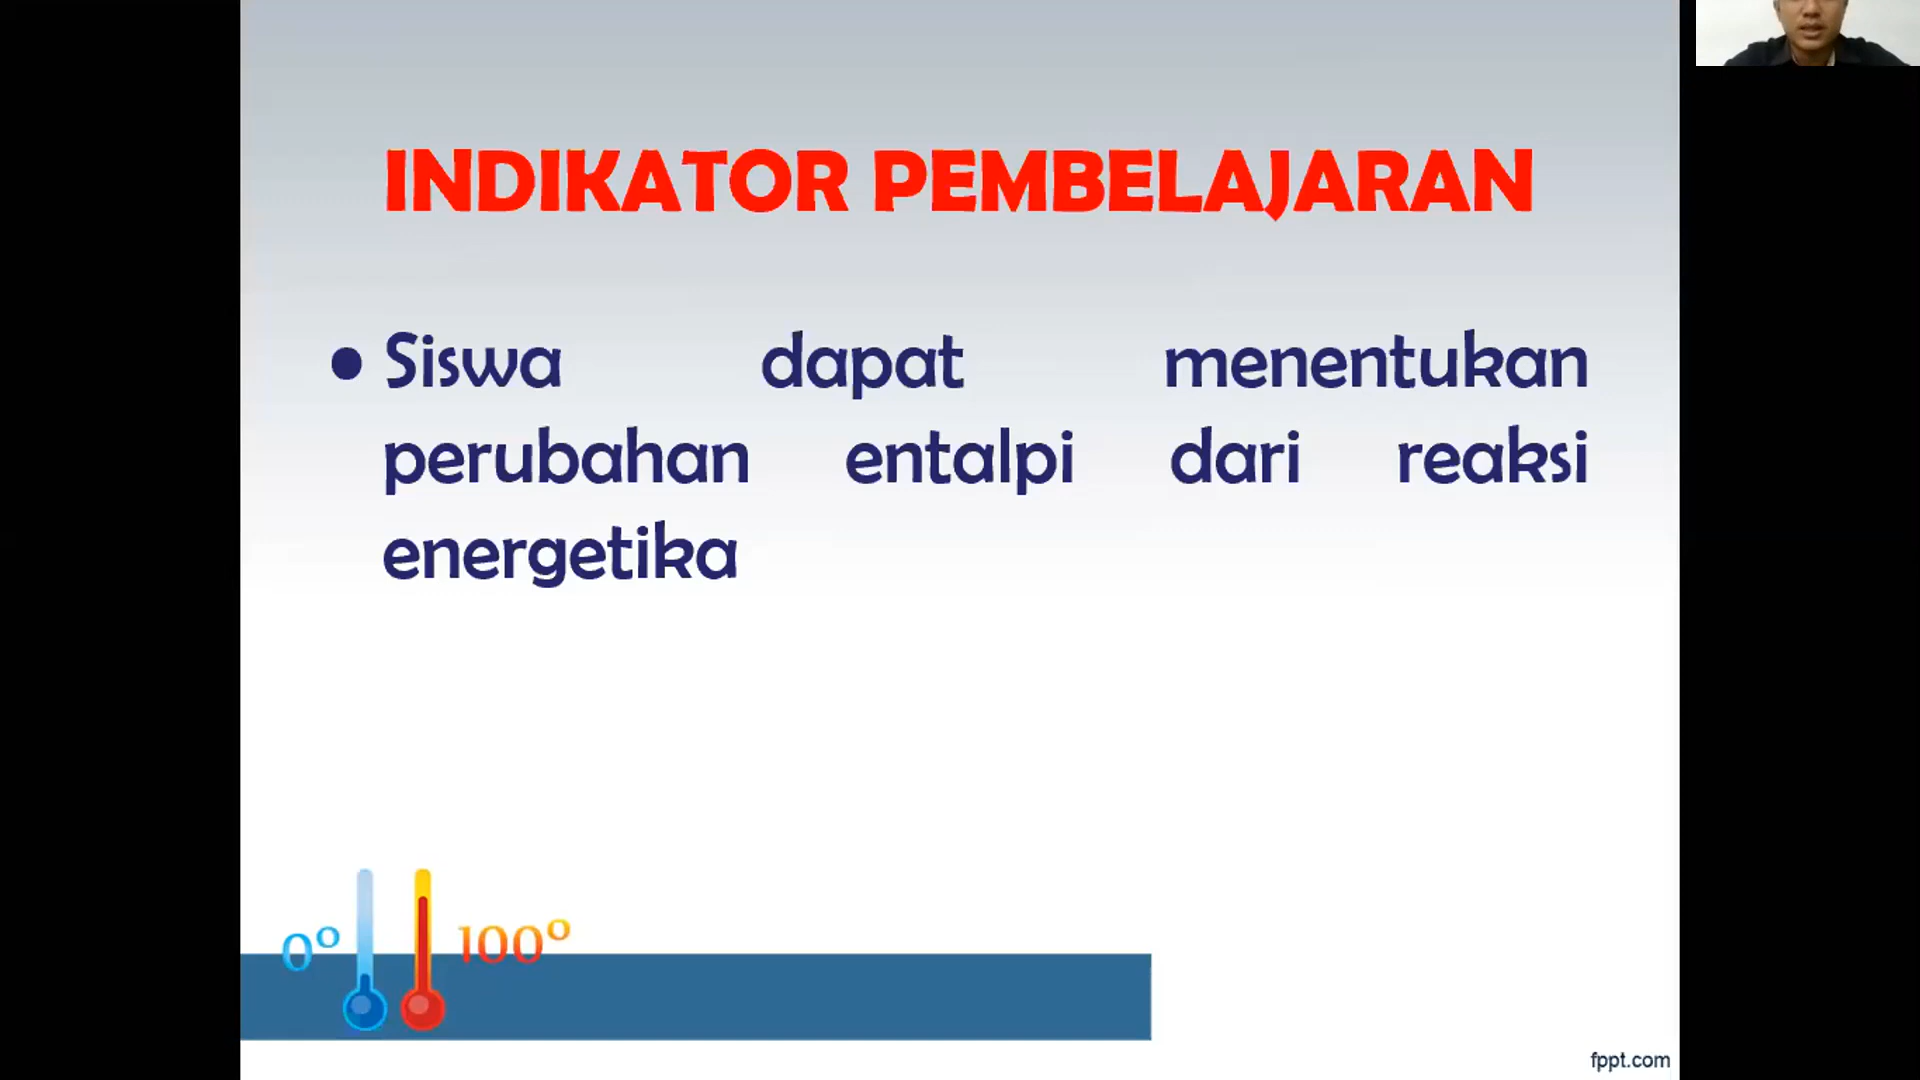 INDIKATOR PEMBELAJARAN
• Siswa dapat menentukan
perubahan entalpi dari reaksi
energetika
0° 100°
fppt.com